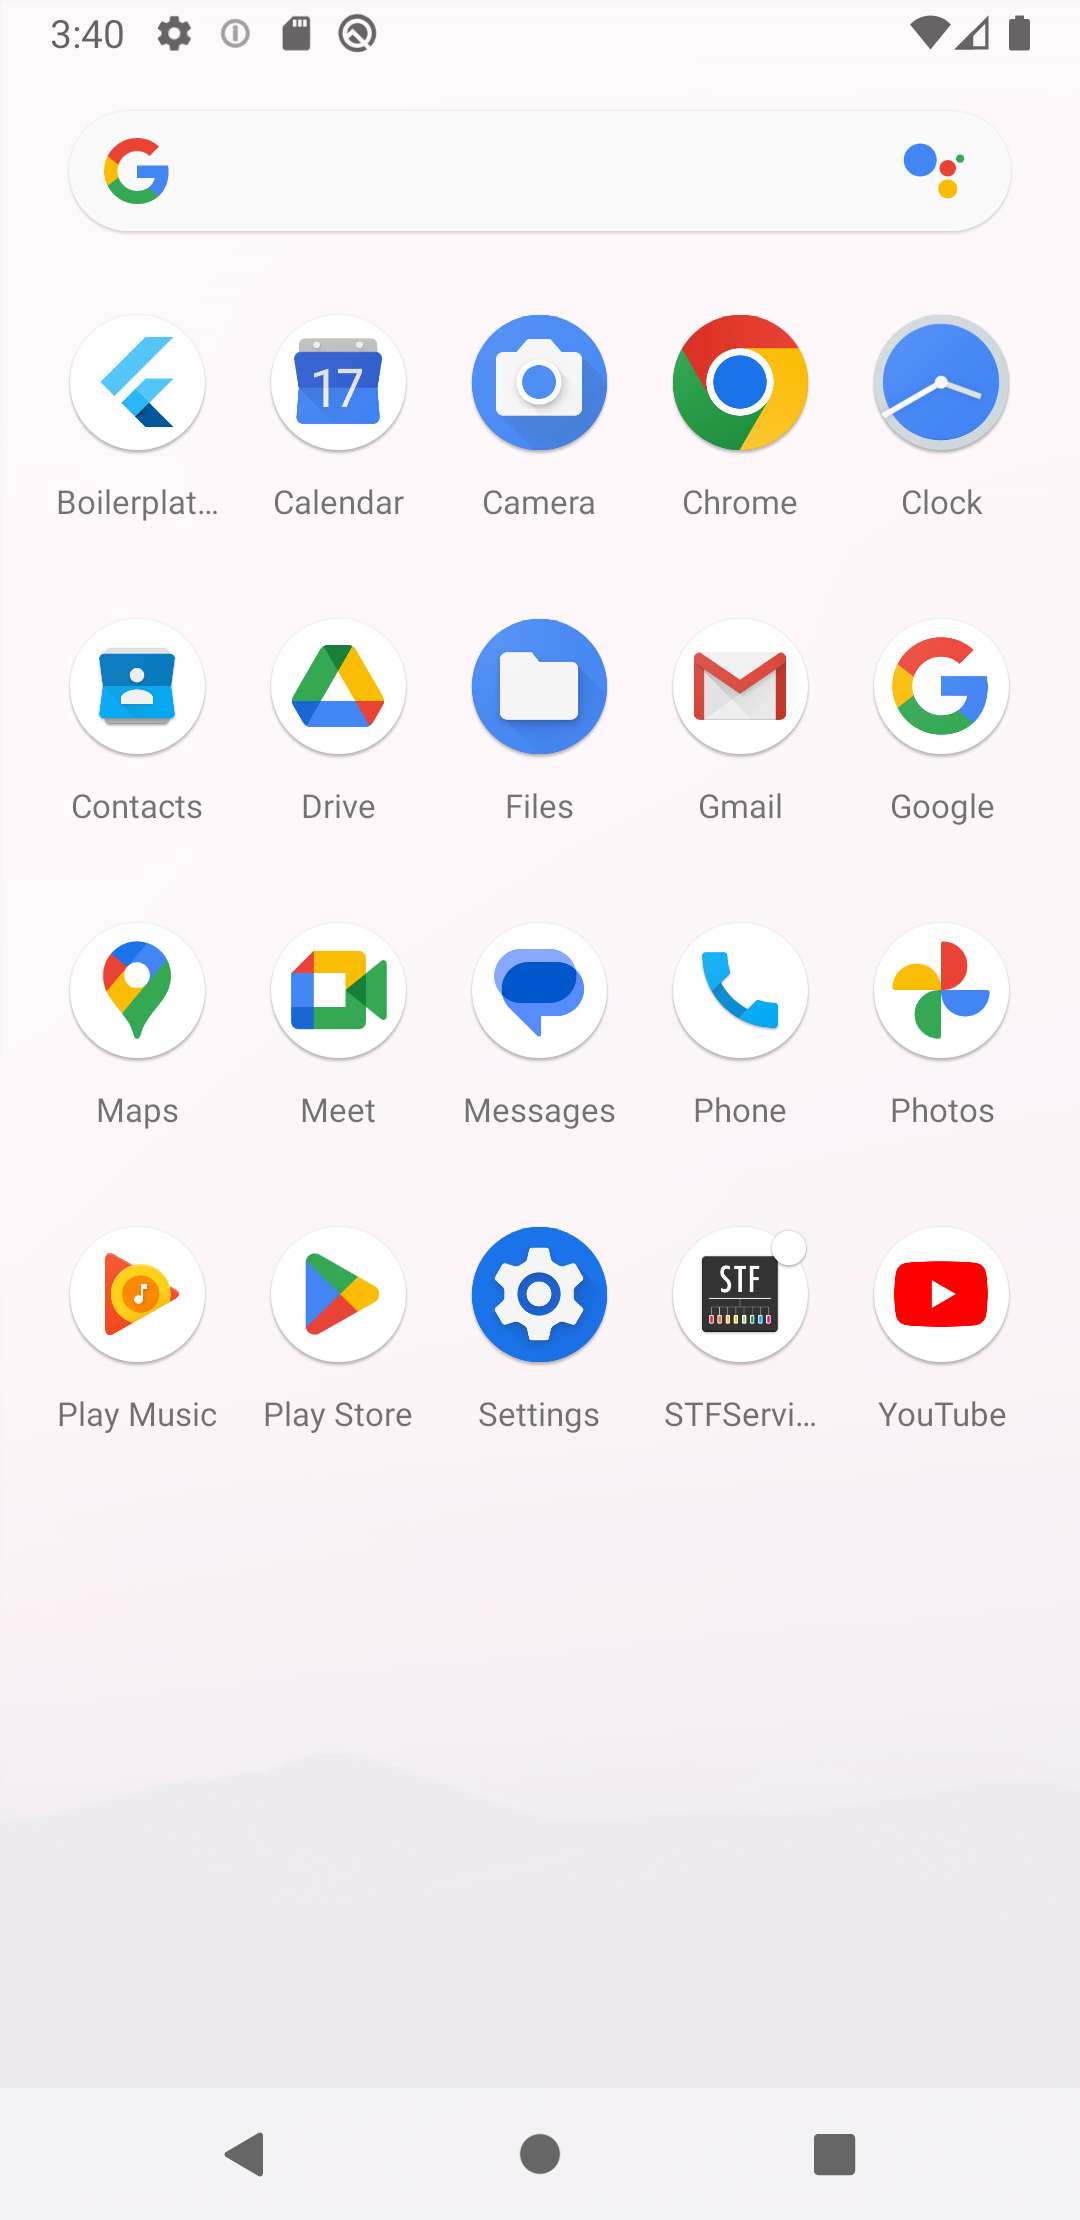 3:40
17
Boilerplat... Calendar Camera Chrome Clock
Contacts Drive Files Gmail Google
Maps Meet Messages Phone Photos
STF
Play Music Play Store Settings STFServi... YouTube